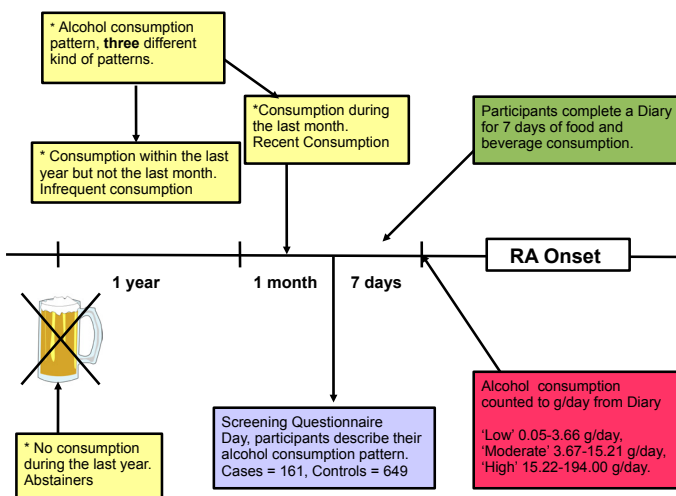 * Alcohol consumption
pattern, three different
kind of patterns.
*Consumption during
the last month.
Recent Consumption
Participants complete a Diary
for 7 days of food and
beverage consumption.
* Consumption within the last
year but not the last month.
Infrequent consumption
RA Onset
1 year
1 month
7 days
* No consumption
during the last year.
Abstainers
Screening Questionnaire
Day, participants describe their
alcohol consumption pattern.
Cases = 161, Controls = 649
Alcohol consumption
counted to g/day from Diary
‘Low’ 0.05-3.66 g/day,
‘Moderate’ 3.67-15.21 g/day,
‘High’ 15.22-194.00 g/day.